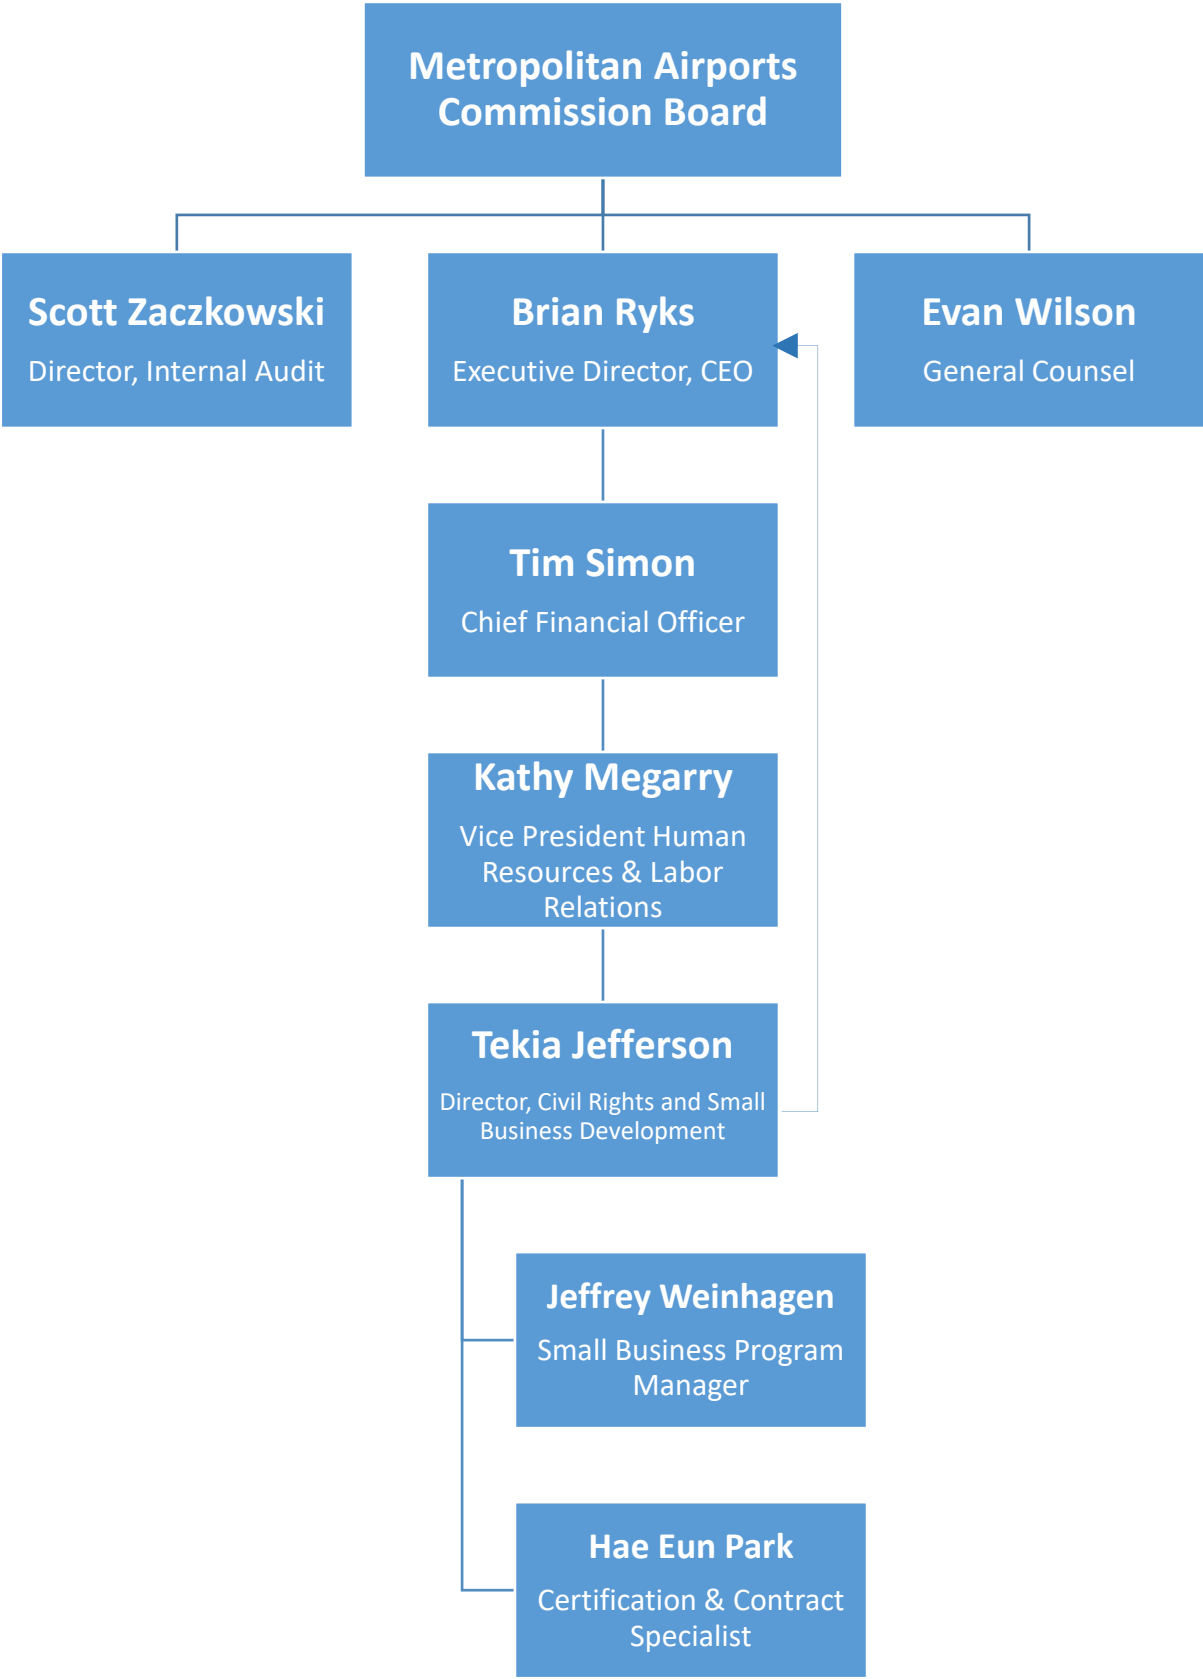 Metropolitan Airports
Commission Board
Scott Zaczkowski
Director, Internal Audit
Brian Ryks
Executive Director, CEO
Evan Wilson
General Counsel
Tim Simon
Chief Financial Officer
Kathy Megarry
Vice President Human
Resources & Labor
Relations
Tekia Jefferson
Director, Civil Rights and Small
Business Development
Jeffrey Weinhagen
Small Business Program
Manager
Hae Eun Park
Certification & Contract
Specialist